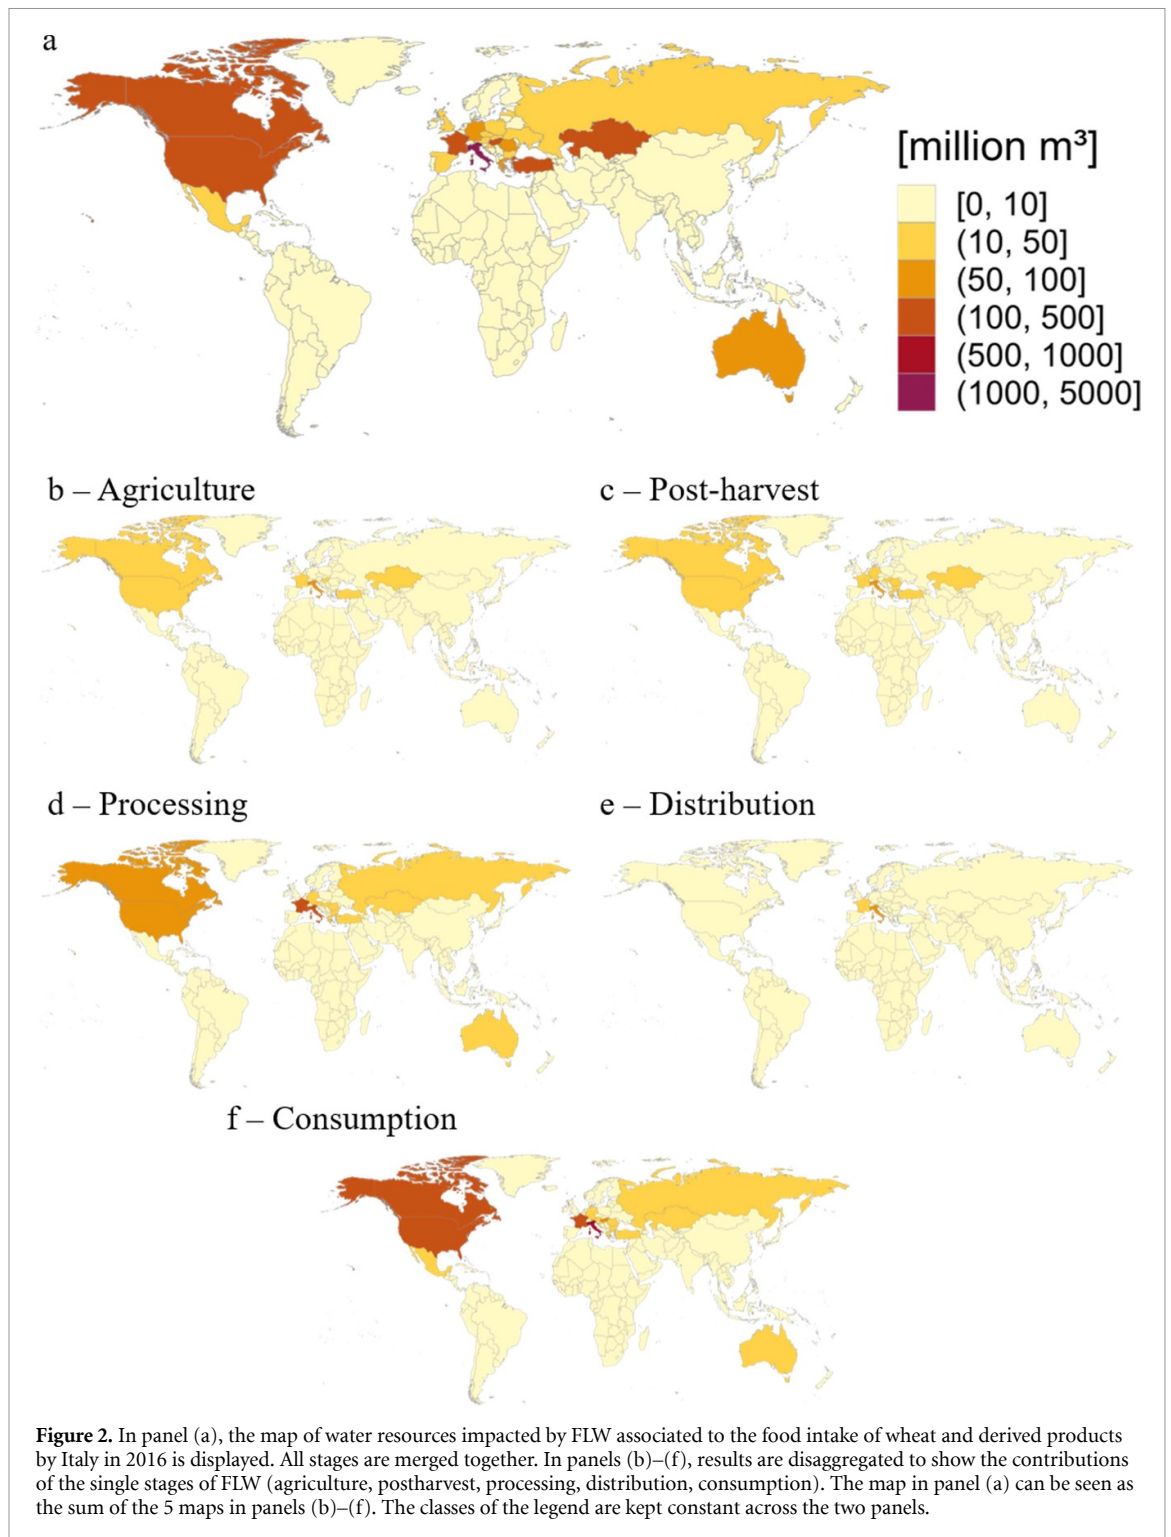 a
[million m³]
[0, 10]
(10, 50]
(50, 100]
(100, 500]
(500, 1000]
(1000, 5000]
b – Agriculture
c – Post-harvest
d – Processing
e – Distribution
f – Consumption
Figure 2. In panel (a), the map of water resources impacted by FLW associated to the food intake of wheat and derived products
by Italy in 2016 is displayed. All stages are merged together. In panels (b)–(f), results are disaggregated to show the contributions
of the single stages of FLW (agriculture, postharvest, processing, distribution, consumption). The map in panel (a) can be seen as
the sum of the 5 maps in panels (b)–(f). The classes of the legend are kept constant across the two panels.